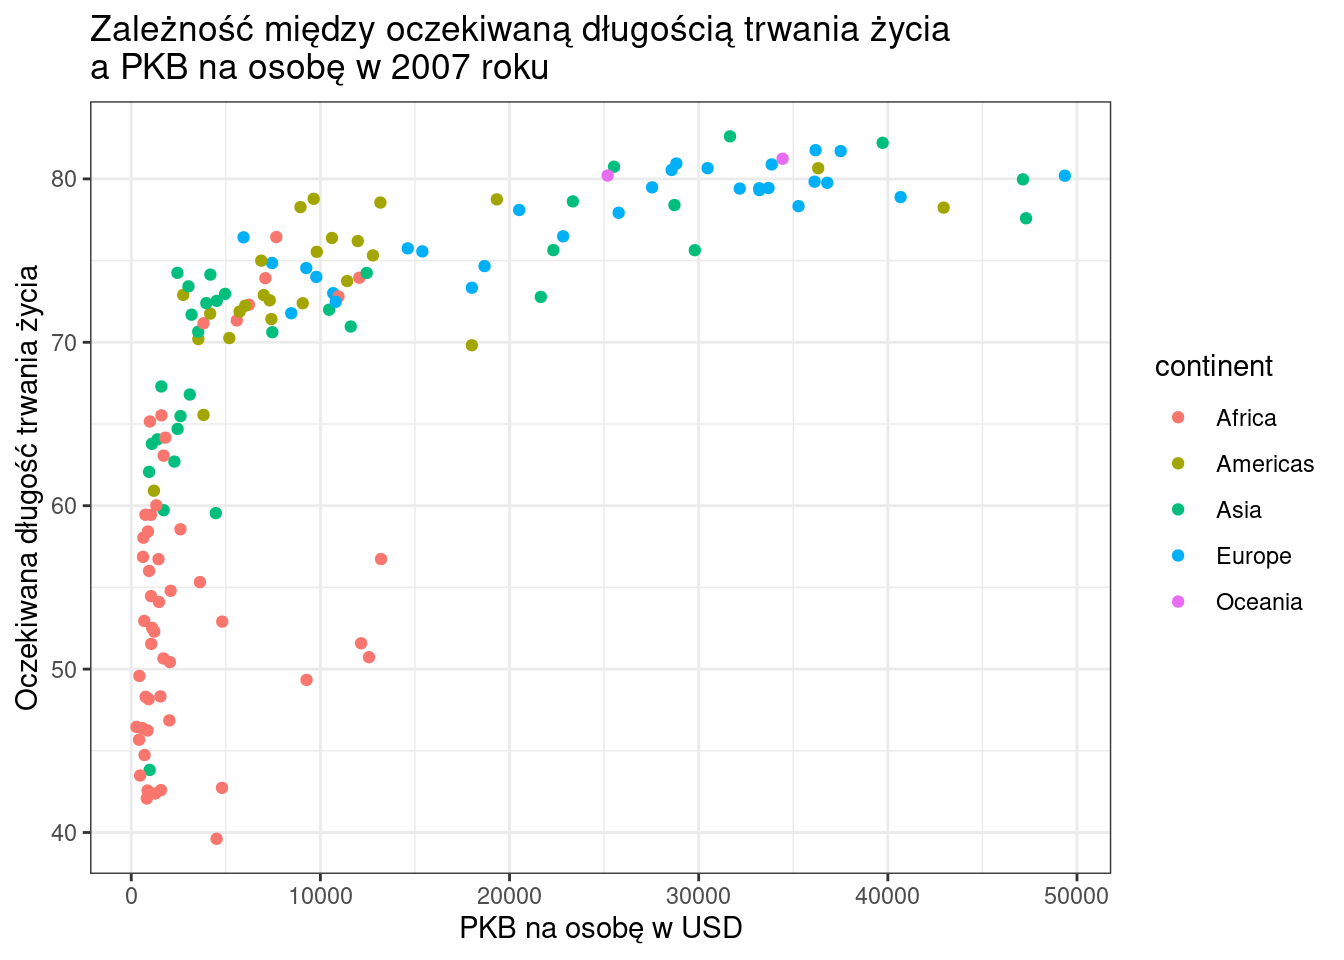 Zależność między oczekiwaną długością trwania życia
a PKB na osobę w 2007 roku
Oczekiwana długość trwania życia
80
70
60
50
40
0 10000 20000 30000 40000 50000
PKB na osobę w USD
continent
Africa
Americas
Asia
Europe
Oceania